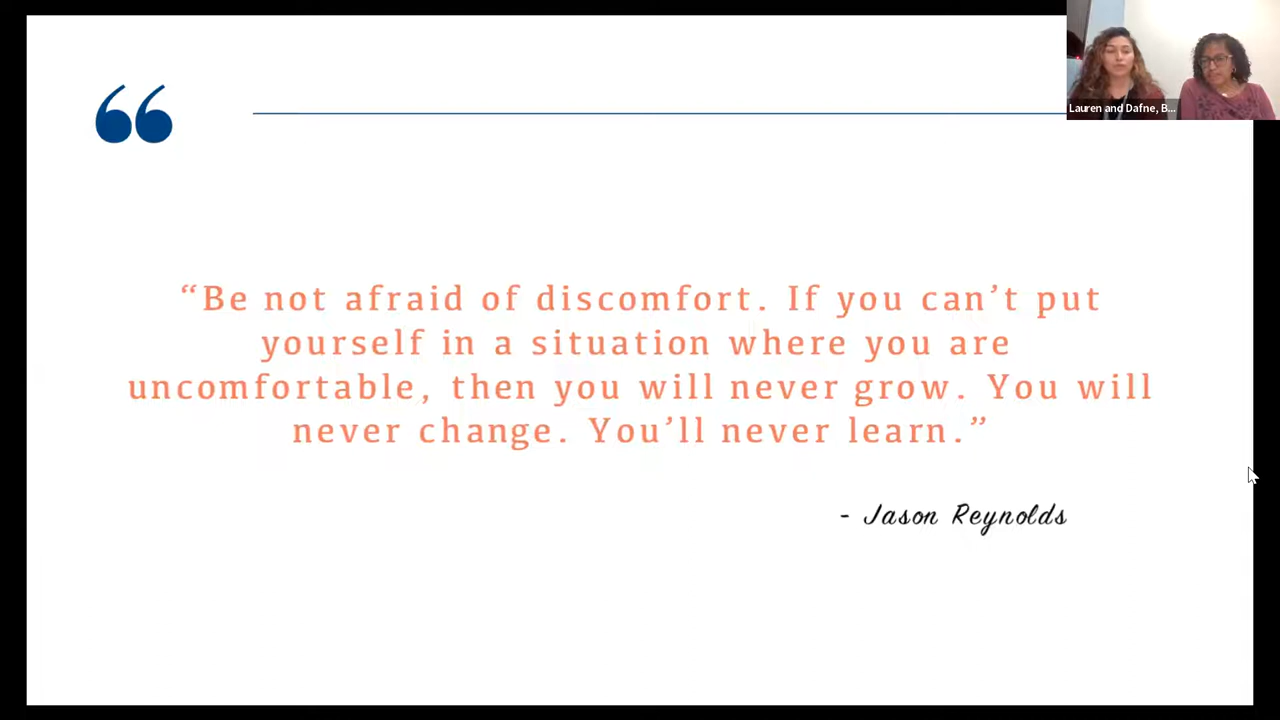 Lauren and Dafne, B...
“Be not afraid of discomfort. If you can’t put
yourself in a situation where you are
uncomfortable, then you will never grow. You will
never change. You’ll never learn.”
- Jason Reynolds